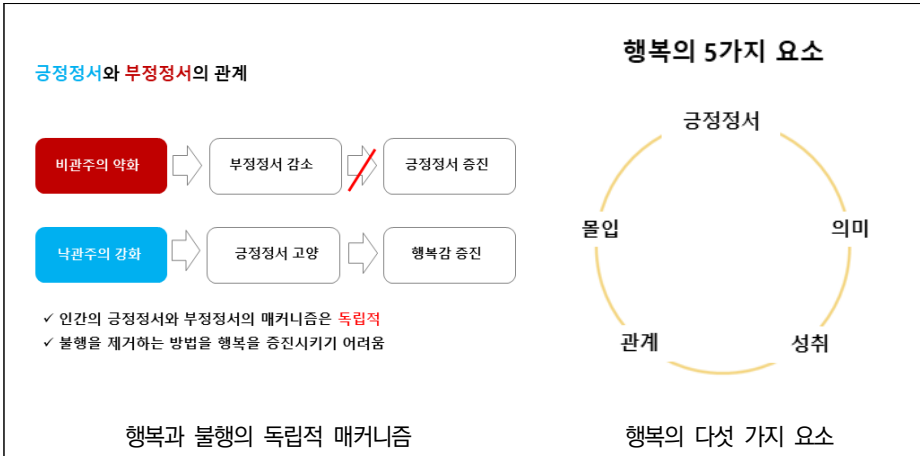 긍정정서와 부정정서의 관계
비관주의 약화
부정정서 감소
긍정정서 증진
낙관주의 강화
긍정정서 고양
행복감 증진
✓ 인간의 긍정정서와 부정정서의 매커니즘은 독립적
✓ 불행을 제거하는 방법을 행복을 증진시키기 어려움
행복과 불행의 독립적 매커니즘
행복의 5가지 요소
긍정정서
몰입
의미
관계
성취
행복의 다섯 가지 요소